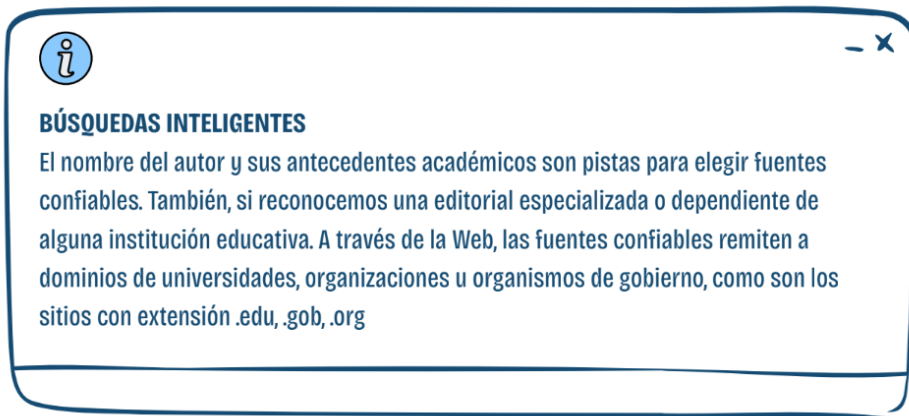 BÚSQUEDAS INTELIGENTES
El nombre del autor y sus antecedentes académicos son pistas para elegir fuentes
confiables. También, si reconocemos una editorial especializada o dependiente de
alguna institución educativa. A través de la Web, las fuentes confiables remiten a
dominios de universidades, organizaciones u organismos de gobierno, como son los
sitios con extensión .edu, .gob, .org